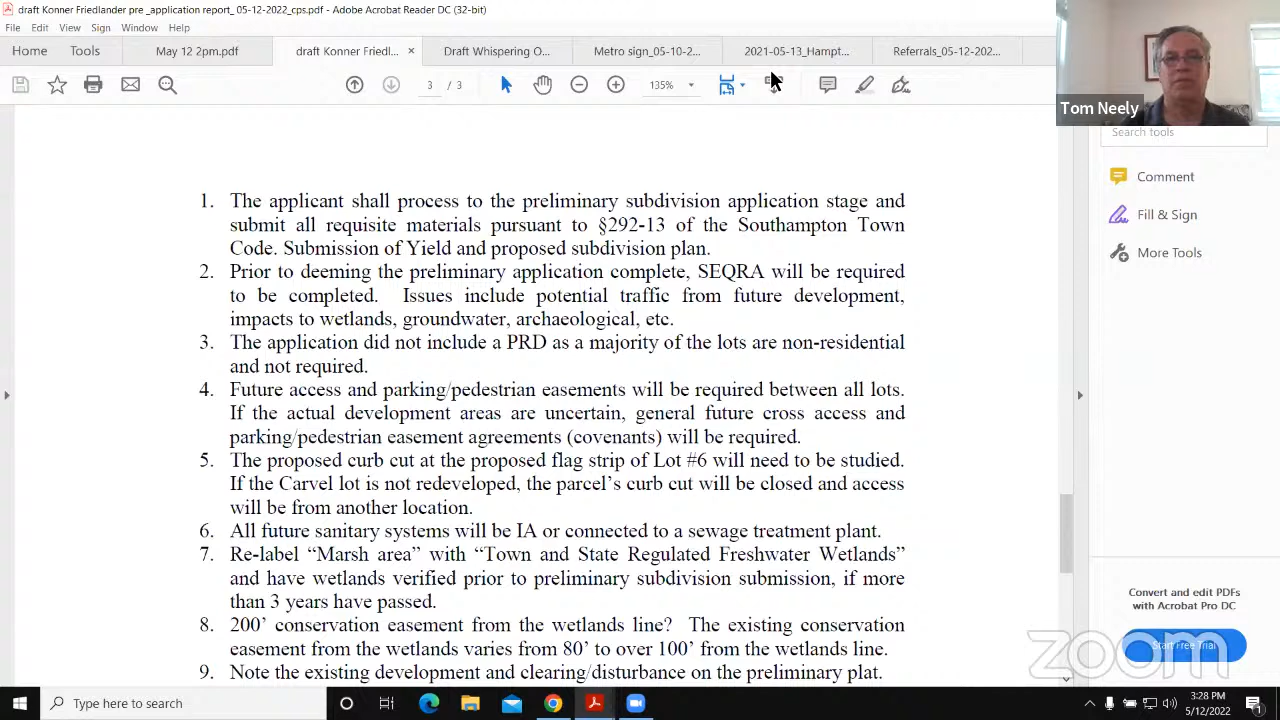 draft Konner Friedlander pre _application report_ 05-12-2022_cps.pdf - Adobe Acrobat Reader DC (32-bit)
File Edit View Sign Window Help
Home Tools May 12 2pm.pdf draft Konner Friedl... × Draft Whispering O... Metro sign_05-10-2... 2021-05-13_Hampt... Referrals_05-12-202...
3 / 3 135%
Tom Neely
Search tools
Comment
Fill & Sign
More Tools
1. The applicant shall process to the preliminary subdivision application stage and
submit all requisite materials pursuant to §292-13 of the Southampton Town
Code. Submission of Yield and proposed subdivision plan.
2. Prior to deeming the preliminary application complete, SEQRA will be required
to be completed. Issues include potential traffic from future development,
impacts to wetlands, groundwater, archaeological, etc.
3. The application did not include a PRD as a majority of the lots are non-residential
and not required.
4. Future access and parking/pedestrian easements will be required between all lots.
If the actual development areas are uncertain, general future cross access and
parking/pedestrian easement agreements (covenants) will be required.
5. The proposed curb cut at the proposed flag strip of Lot #6 will need to be studied.
If the Carvel lot is not redeveloped, the parcel's curb cut will be closed and access
will be from another location.
6. All future sanitary systems will be IA or connected to a sewage treatment plant.
7. Re-label “Marsh area” with “Town and State Regulated Freshwater Wetlands”
and have wetlands verified prior to preliminary subdivision submission, if more
than 3 years have passed.
8. 200’ conservation easement from the wetlands line? The existing conservation
easement from the wetlands varies from 80’ to over 100’ from the wetlands line.
9. Note the existing development and clearing/disturbance on the preliminary plat.
Convert and edit PDFs
with Acrobat Pro DC
Start Free Trial
zoom
Type here to search
3:28 PM
5/12/2022
1